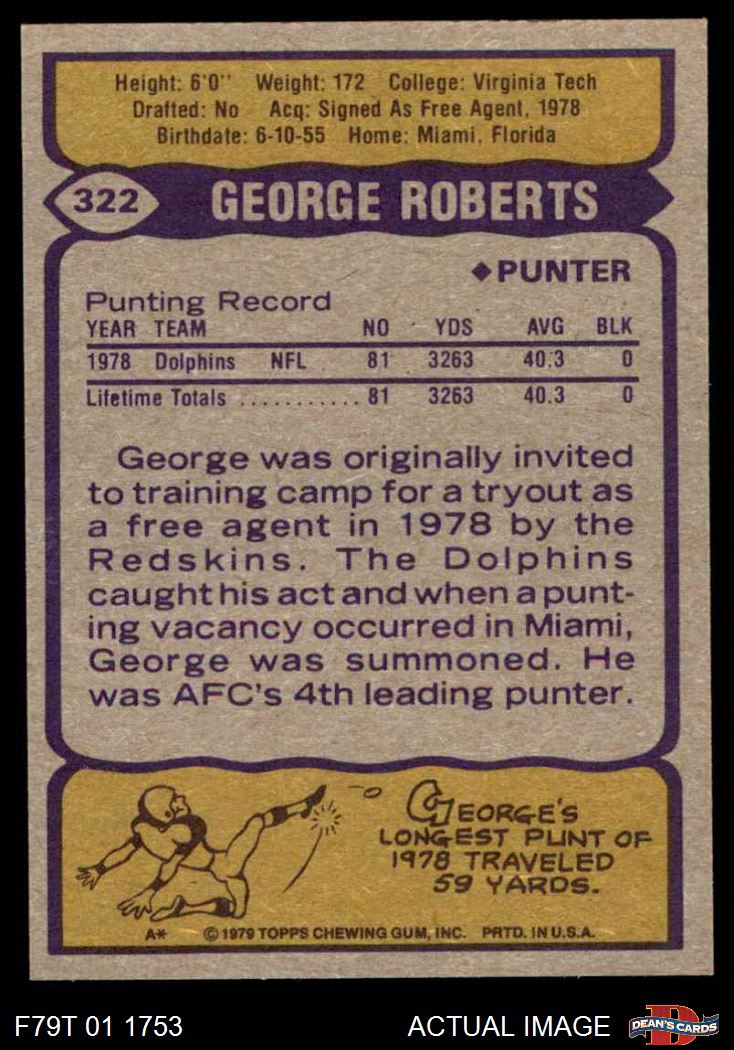 Height: 6'0" Weight: 172 College: Virginia Tech
Drafted: No Acq: Signed As Free Agent, 1978
Birthdate: 6-10-55 Home: Miami, Florida
322 GEORGE ROBERTS
◆PUNTER
Punting Record
YEAR TEAM NO YDS AVG BLK
1978 Dolphins NFL 81 3263 40.3 0
Lifetime Totals ........... 81 3263 40.3 0
George was originally invited
to training camp for a tryout as
a free agent in 1978 by the
Redskins. The Dolphins
caught his act and when a punt-
ing vacancy occurred in Miami,
George was summoned. He
was AFC's 4th leading punter.
GEORGE'S
LONGEST PUNT OF
1978 TRAVELED
59 YARDS.
A* © 1979 TOPPS CHEWING GUM, INC. PRTD. IN U.S.A.
F79T 01 1753 ACTUAL IMAGE D DEAN'S CARDS